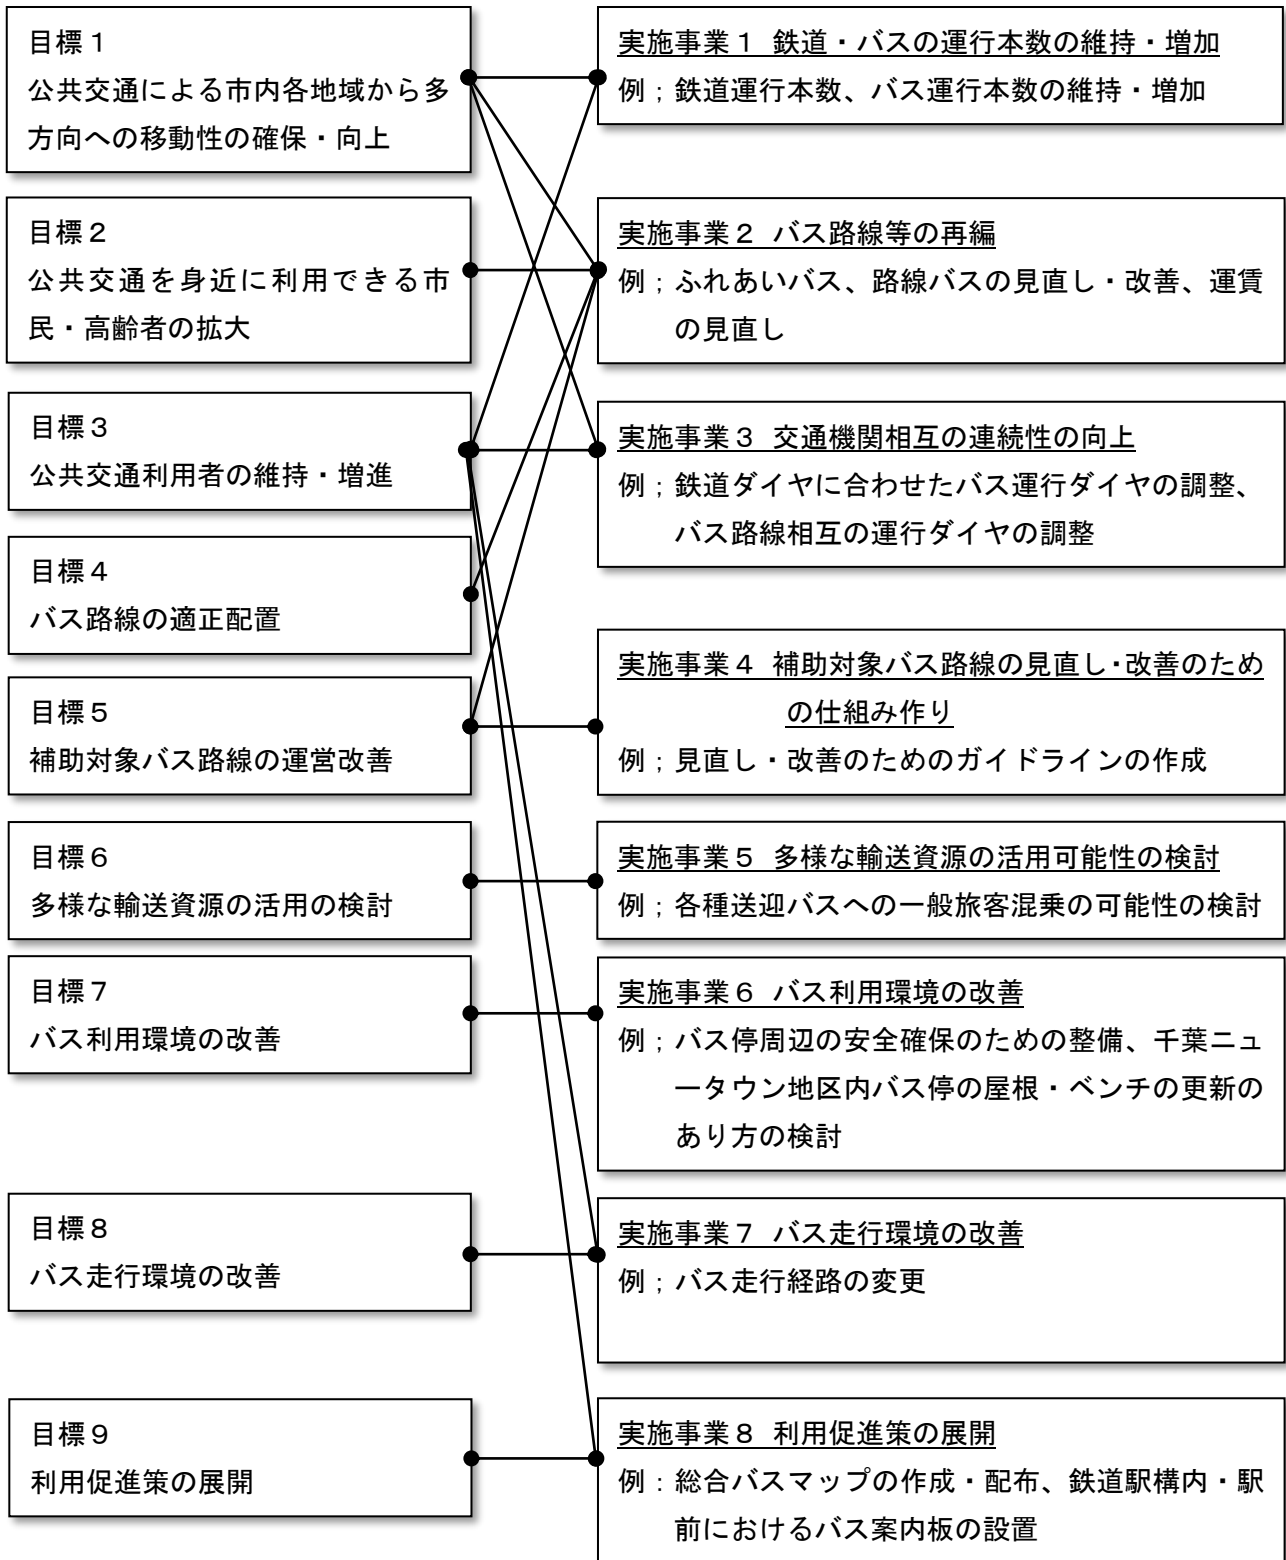 目標１
公共交通による市内各地域から多
方向への移動性の確保・向上
目標２
公共交通を身近に利用できる市
民・高齢者の拡大
目標３
公共交通利用者の維持・増進
目標４
バス路線の適正配置
目標５
補助対象バス路線の運営改善
目標６
多様な輸送資源の活用の検討
目標７
バス利用環境の改善
目標８
バス走行環境の改善
目標９
利用促進策の展開
実施事業１ 鉄道・バスの運行本数の維持・増加
例；鉄道運行本数、バス運行本数の維持・増加
実施事業２ バス路線等の再編
例；ふれあいバス、路線バスの見直し・改善、運賃
の見直し
実施事業３ 交通機関相互の連続性の向上
例；鉄道ダイヤに合わせたバス運行ダイヤの調整、
バス路線相互の運行ダイヤの調整
実施事業４ 補助対象バス路線の見直し・改善のため
の仕組み作り
例；見直し・改善のためのガイドラインの作成
実施事業５ 多様な輸送資源の活用可能性の検討
例；各種送迎バスへの一般旅客混乗の可能性の検討
実施事業６ バス利用環境の改善
例；バス停周辺の安全確保のための整備、千葉ニュ
ータウン地区内バス停の屋根・ベンチの更新の
あり方の検討
実施事業７ バス走行環境の改善
例；バス走行経路の変更
実施事業８ 利用促進策の展開
例：総合バスマップの作成・配布、鉄道駅構内・駅
前におけるバス案内板の設置